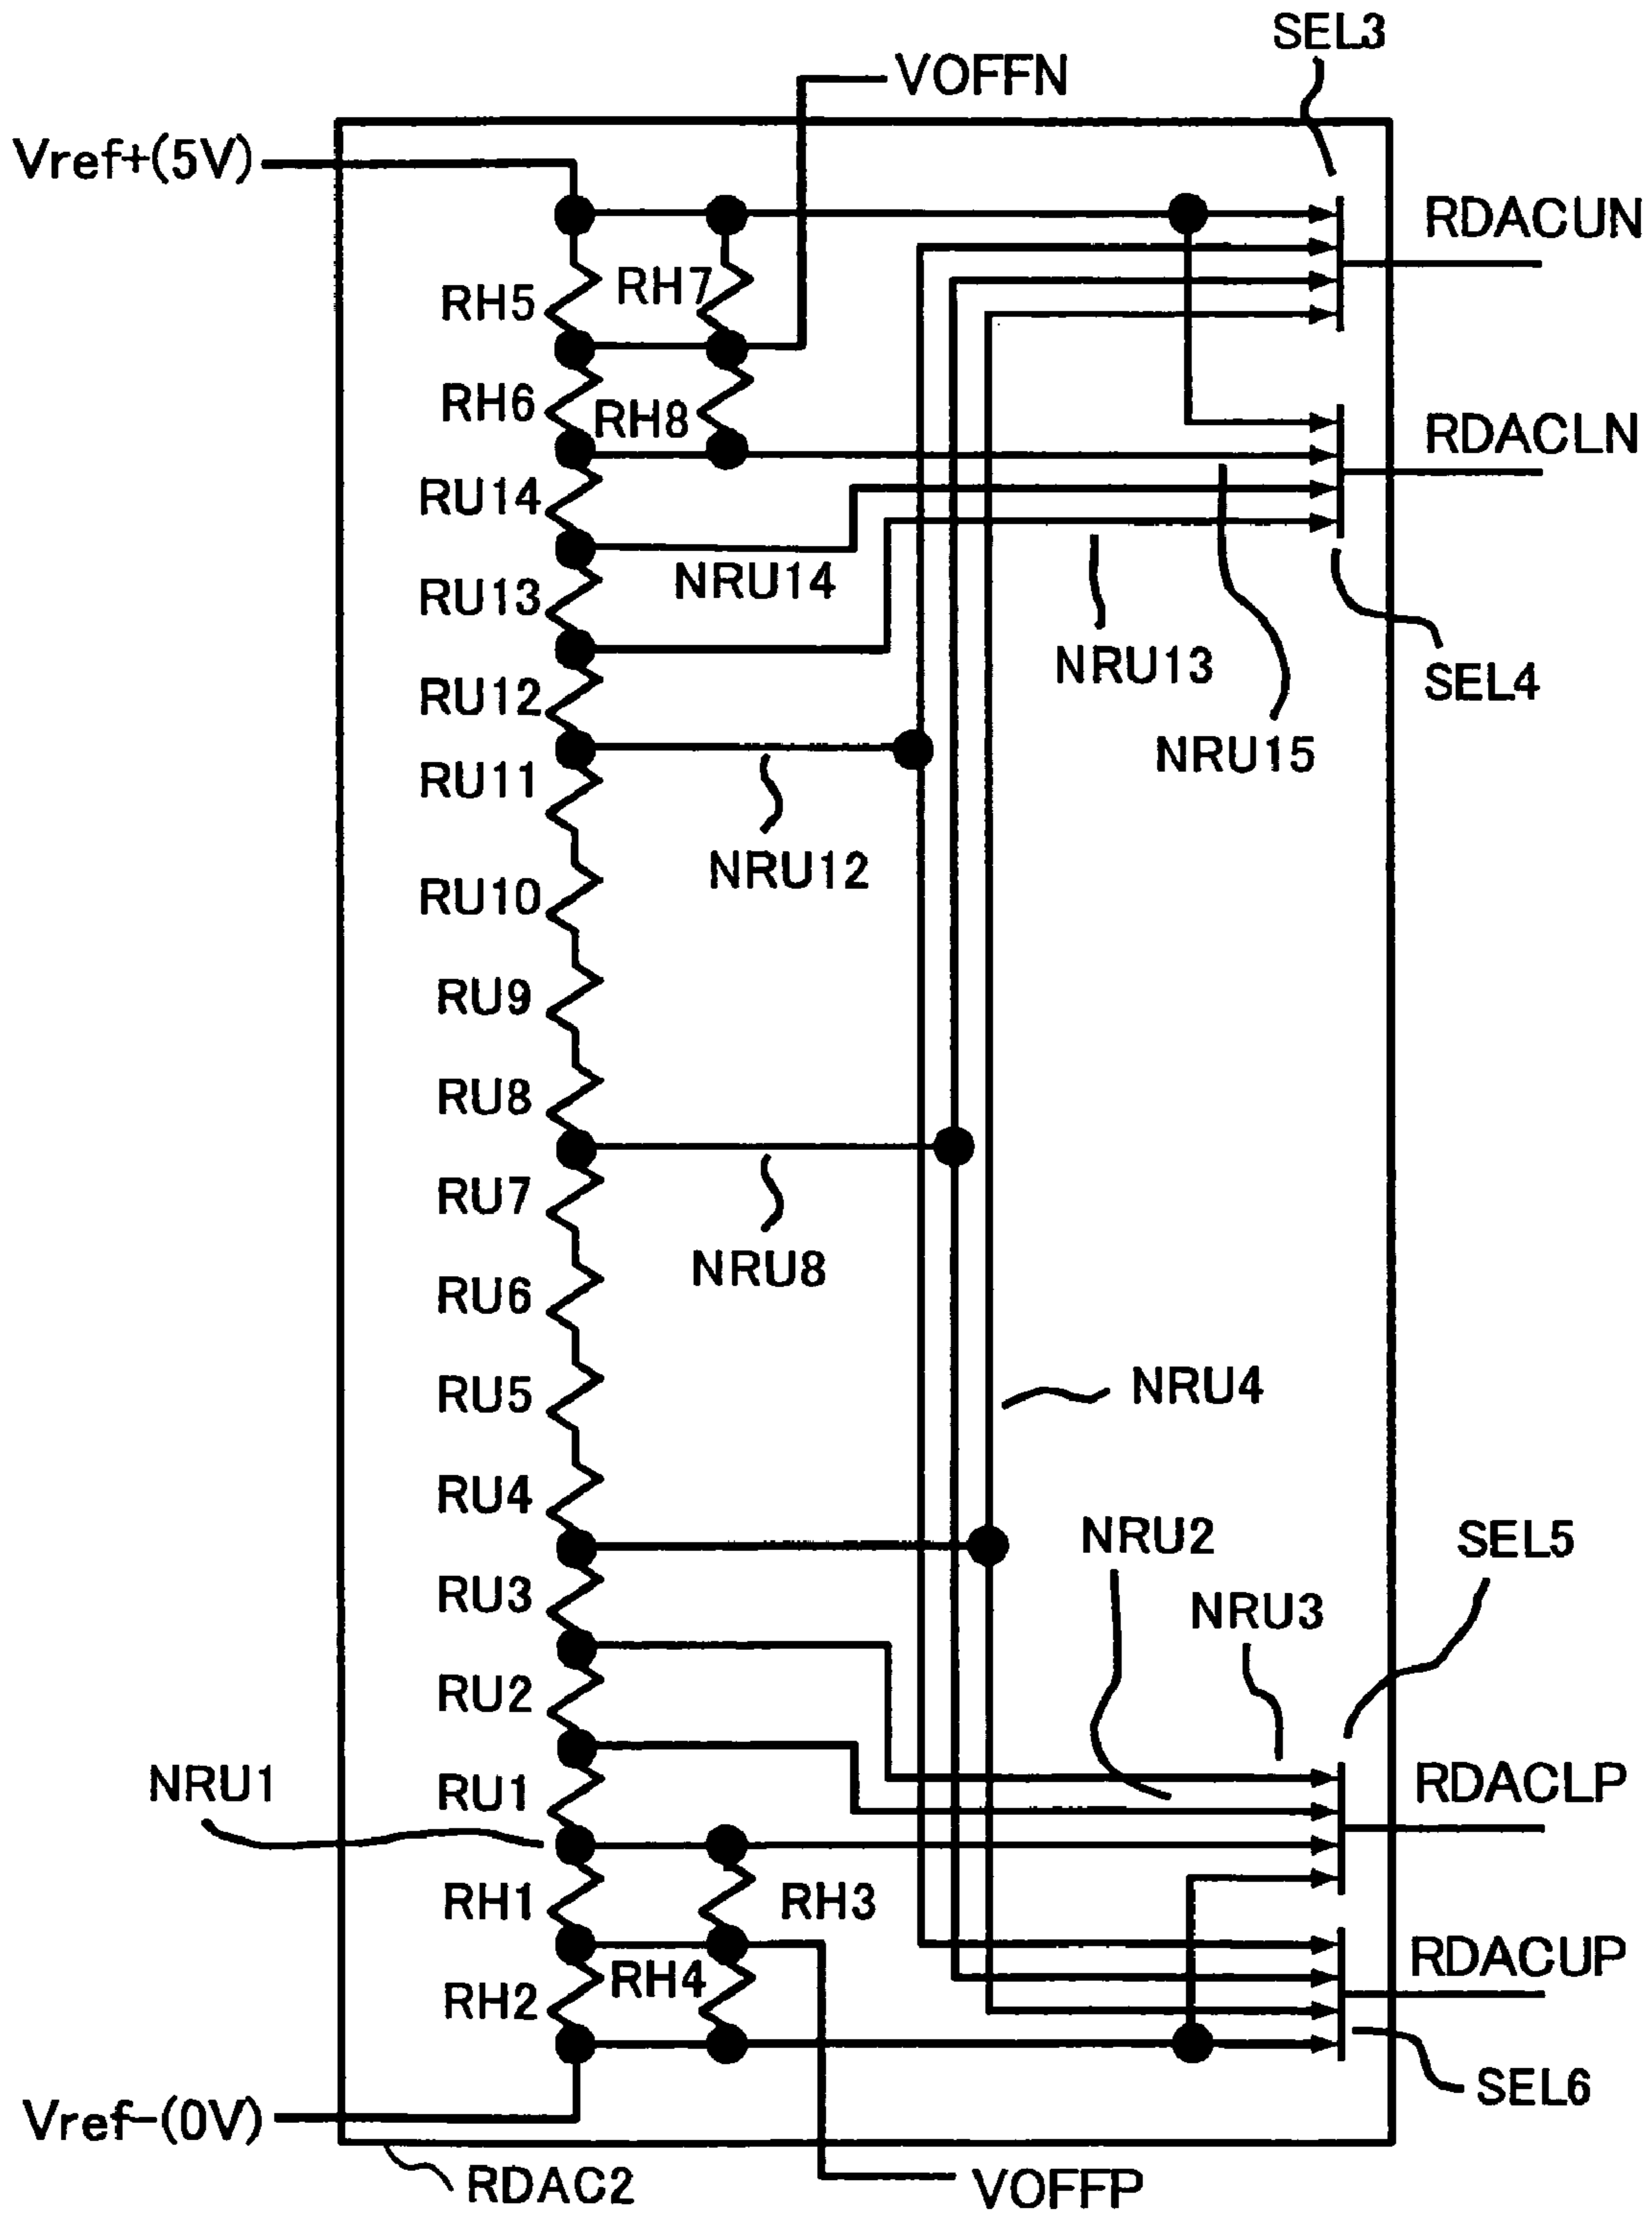 SEL3
VOFFN
Vref+(5V)
RDACUN
RH5
RH7
RH6
RH8
RDACLN
RU14
NRU14
RU13
NRU13
SEL4
RU12
NRU15
RU11
NRU12
RU10
RU9
RU8
RU7
NRU8
RU6
RU5
NRU4
RU4
NRU2
SEL5
RU3
NRU3
RU2
NRU1
RU1
RDACLP
RH1
RH3
RDACUP
RH4
RH2
SEL6
Vref-(0V)
RDAC2
VOFFP